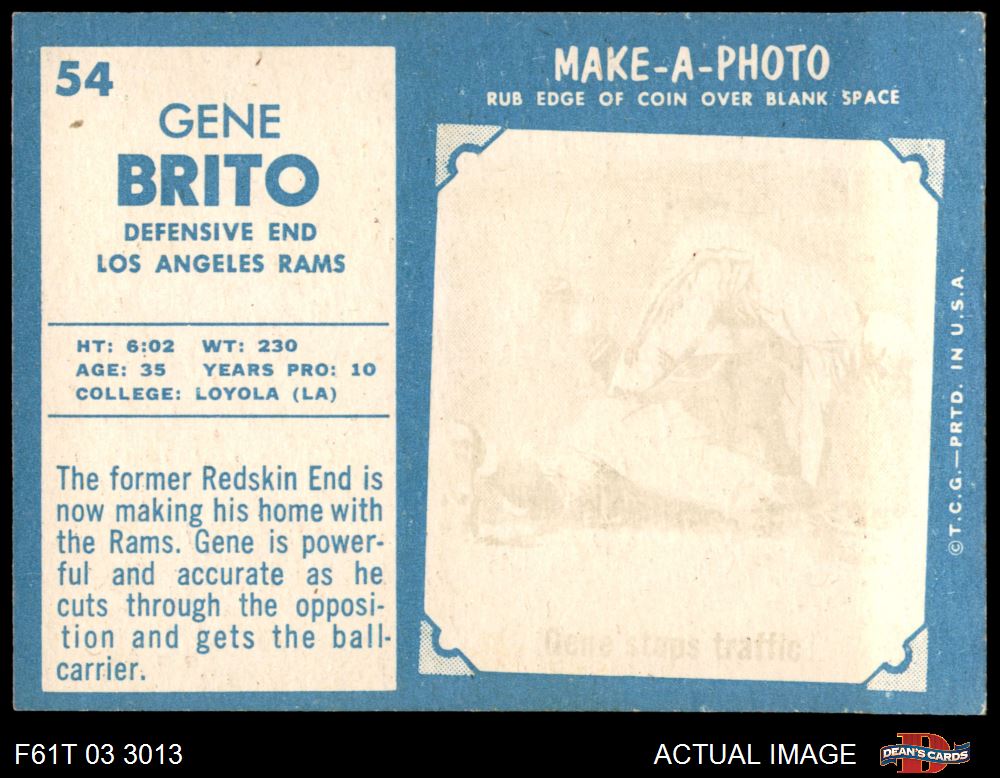 54
GENE
BRITO
DEFENSIVE END
LOS ANGELES RAMS
HT: 6:02 WT: 230
AGE: 35 YEARS PRO: 10
COLLEGE: LOYOLA (LA)
The former Redskin End is
now making his home with
the Rams. Gene is power-
ful and accurate as he
cuts through the opposi-
tion and gets the ball-
carrier.
MAKE-A-PHOTO
RUB EDGE OF COIN OVER BLANK SPACE
Gene stops traffic
©T.C.G.—PRTD. IN U.S.A.
F61T 03 3013
ACTUAL IMAGE
DEAN'S CARDS